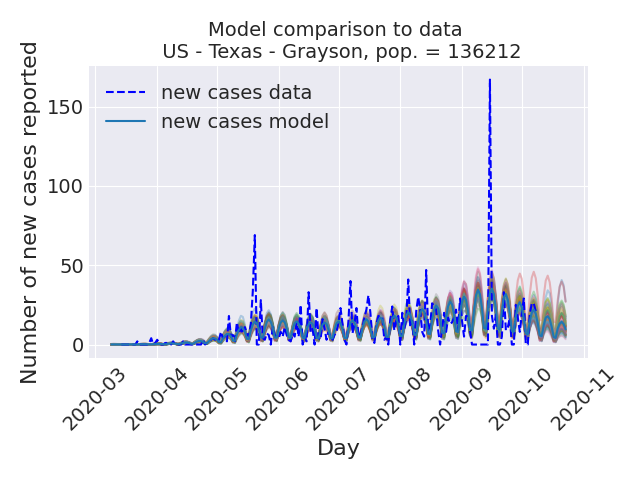 Model comparison to data
US - Texas - Grayson, pop. = 136212
Number of new cases reported
150
100
50
0
new cases data
new cases model
2020-03
2020-04
2020-05
2020-06
2020-07
2020-08
2020-09
2020-10
2020-11
Day